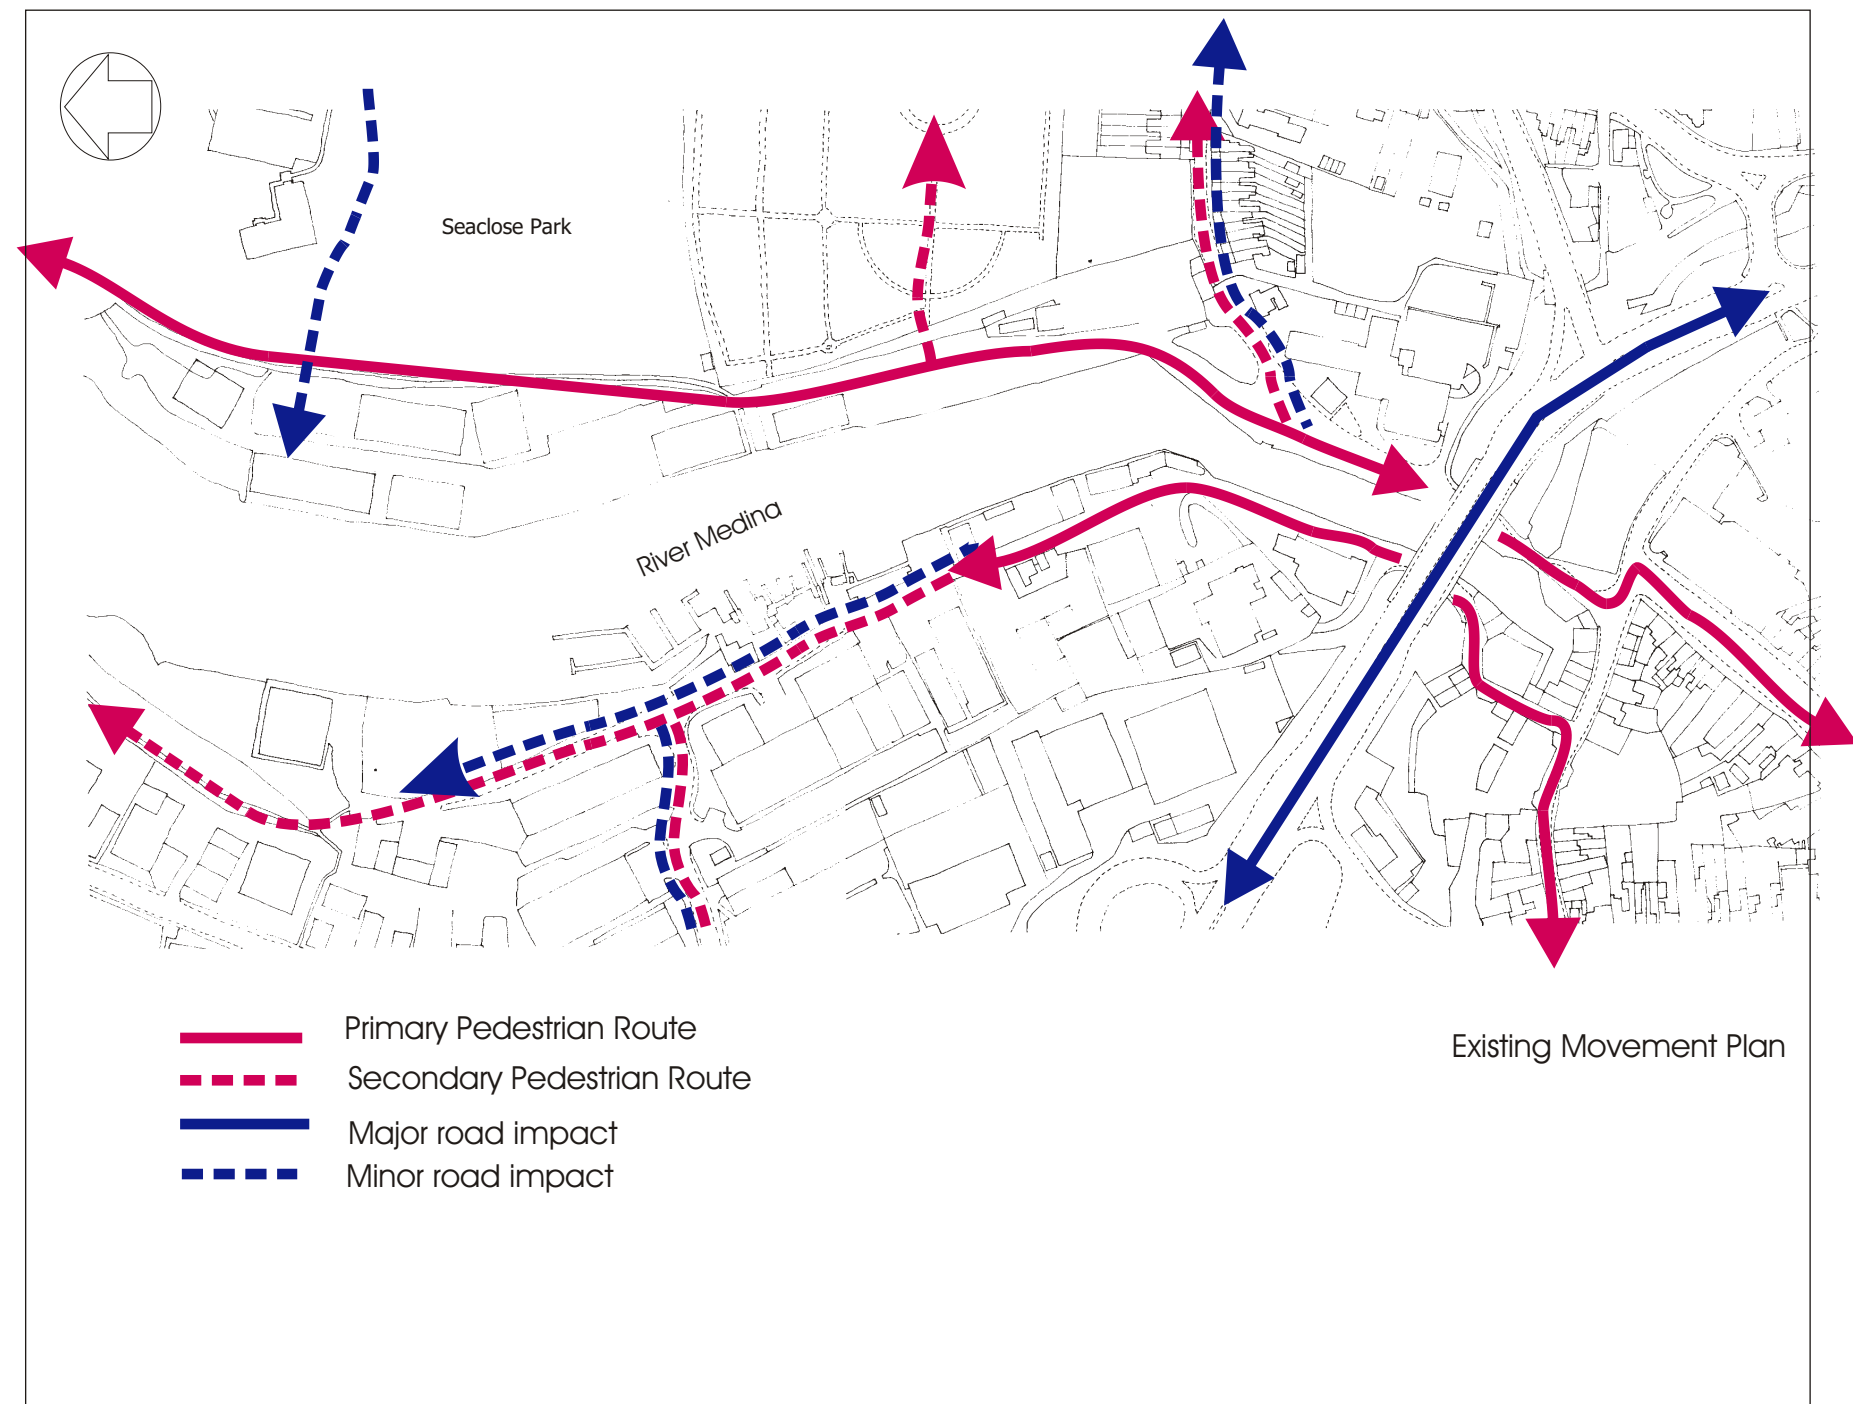 Seaclose Park
River Medina
Primary Pedestrian Route
Secondary Pedestrian Route
Major road impact
Minor road impact
Existing Movement Plan